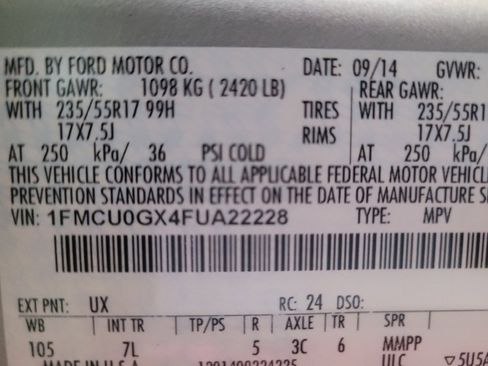 MFD. BY FORD MOTOR CO. DATE: 09/14 GVWR:
FRONT GAWR: 1098 KG ( 2420 LB) REAR GAWR:
WITH 235/55R17 99H TIRES WITH 235/55R1
17X7.5J RIMS 17X7.5J
AT 250 kPa/ 36 PSI COLD AT 250 kPa/
THIS VEHICLE CONFORMS TO ALL APPLICABLE FEDERAL MOTOR VEHICL
PREVENTION STANDARDS IN EFFECT ON THE DATE OF MANUFACTURE S
VIN: 1FMCU0GX4FUA22228 TYPE: MPV
EXT PNT: UX RC: 24 DSO:
WB INT TR TP/PS R AXLE TR SPR
105 7L 5 3C 6 MMPP
MADE IN U.S.A. ULC 5U5A